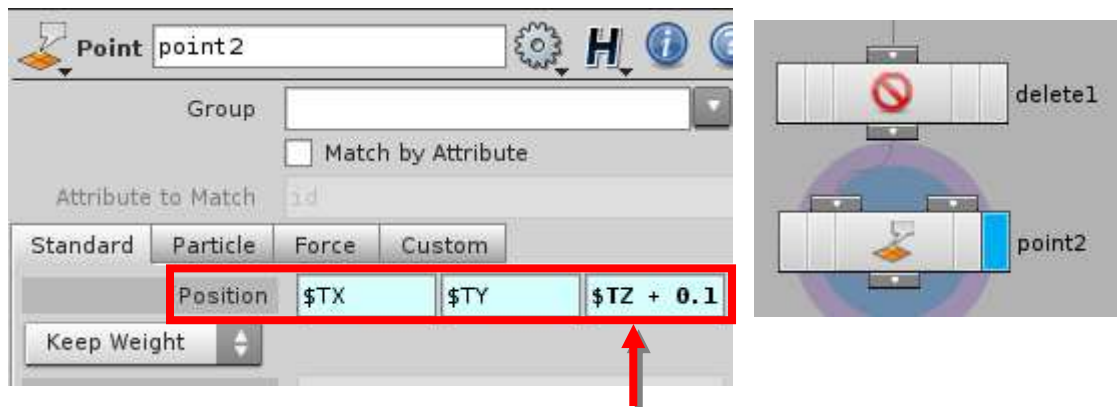 Point point2
Group
Match by Attribute
Attribute to Match id
Standard Particle Force Custom
Position $TX $TY $TZ + 0.1
Keep Weight
delete1
point2